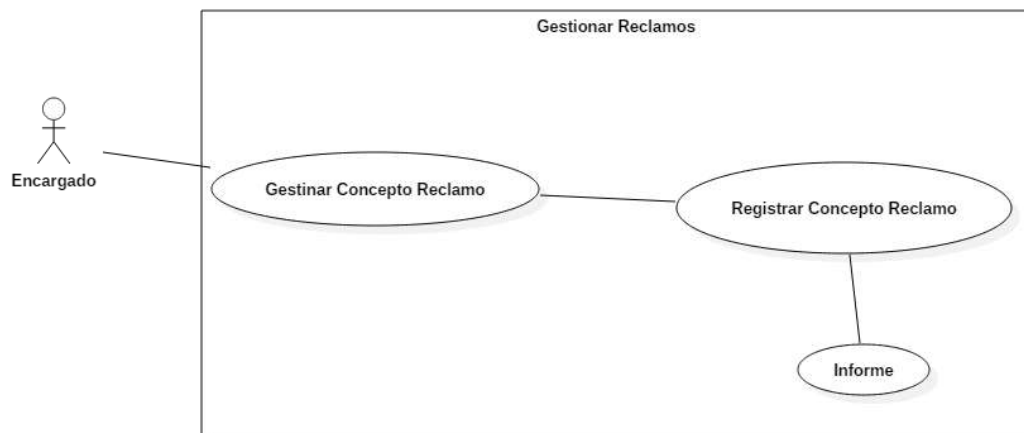 Gestionar Reclamos
Encargado
Gestinar Concepto Reclamo
Registrar Concepto Reclamo
Informe